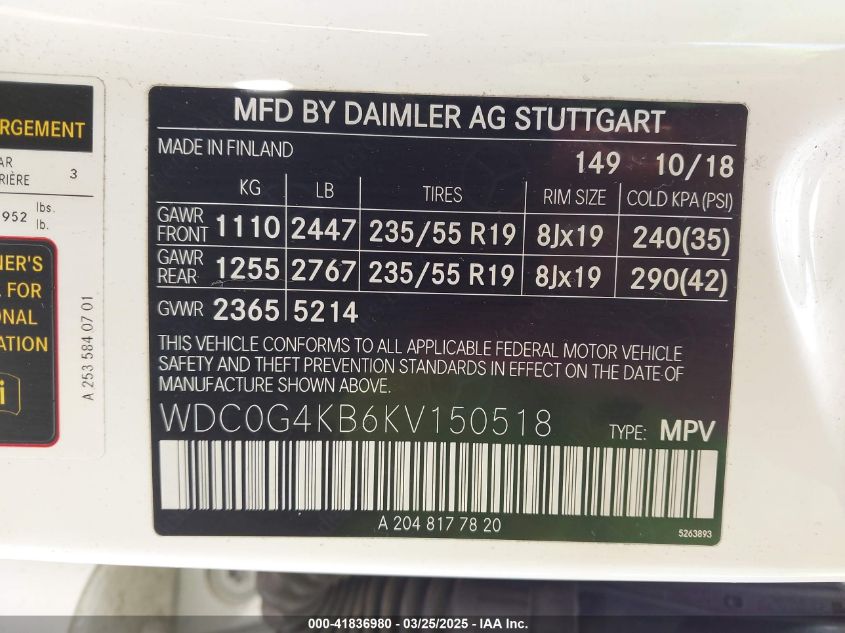 RGEMENT
AR
RIÈRE 3
952 lbs.
lb.
NER'S
L FOR
ONAL
ATION
i
A 253 584 07 01
MFD BY DAIMLER AG STUTTGART
MADE IN FINLAND 149 10/18
KG LB TIRES RIM SIZE COLD KPA (PSI)
GAWR FRONT 1110 2447 235/55 R19 8Jx19 240(35)
GAWR REAR 1255 2767 235/55 R19 8Jx19 290(42)
GVWR 2365 5214
THIS VEHICLE CONFORMS TO ALL APPLICABLE FEDERAL MOTOR VEHICLE
SAFETY AND THEFT PREVENTION STANDARDS IN EFFECT ON THE DATE OF
MANUFACTURE SHOWN ABOVE.
WDC0G4KB6KV150518 TYPE: MPV
A 204 817 78 20
5263893
000-41836980 - 03/25/2025 - IAA Inc.